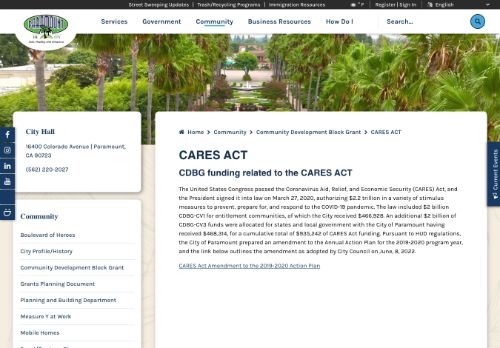 Street Sweeping Updates | Trash/Recycling Programs | Immigration Resources
° F | Register | Sign In | English
PARAMOUNT
Services Government Community Business Resources How Do I Search...
City Hall
16400 Colorado Avenue | Paramount,
CA 90723
(562) 220-2027
Community
Boulevard of Heroes
City Profile/History
Community Development Block Grant
Grants Planning Document
Planning and Building Department
Measure Y at Work
Mobile Homes
Home > Community > Community Development Block Grant > CARES ACT
CARES ACT
CDBG funding related to the CARES ACT
The United States Congress passed the Coronavirus Aid, Relief, and Economic Security (CARES) Act, and
the President signed it into law on March 27, 2020, authorizing $2.2 trillion in a variety of stimulus
measures to present, prepare for, and respond to the COVID-19 pandemic. The law included $2 billion
CDBG-CV1 for entitlement communities, of which the City received $466,928. An additional $2 billion of
CDBG-CV3 funds were allocated for states and local government with the City of Paramount having
received $468,314, for a cumulative total of $935,242 of CARES Act funding. Pursuant to HUD regulations,
the City of Paramount prepared an amendment to the Annual Action Plan for the 2019-2020 program year,
and the link below outlines the amendment as adopted by City Council on June, 8, 2022.
CARES Act Amendment to the 2019-2020 Action Plan
Current Events